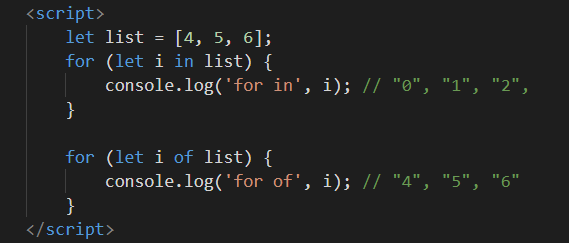 <script>
let list = [4, 5, 6];
for (let i in list) {
console.log('for in', i); // "0", "1", "2",
}
for (let i of list) {
console.log('for of', i); // "4", "5", "6"
}
</script>